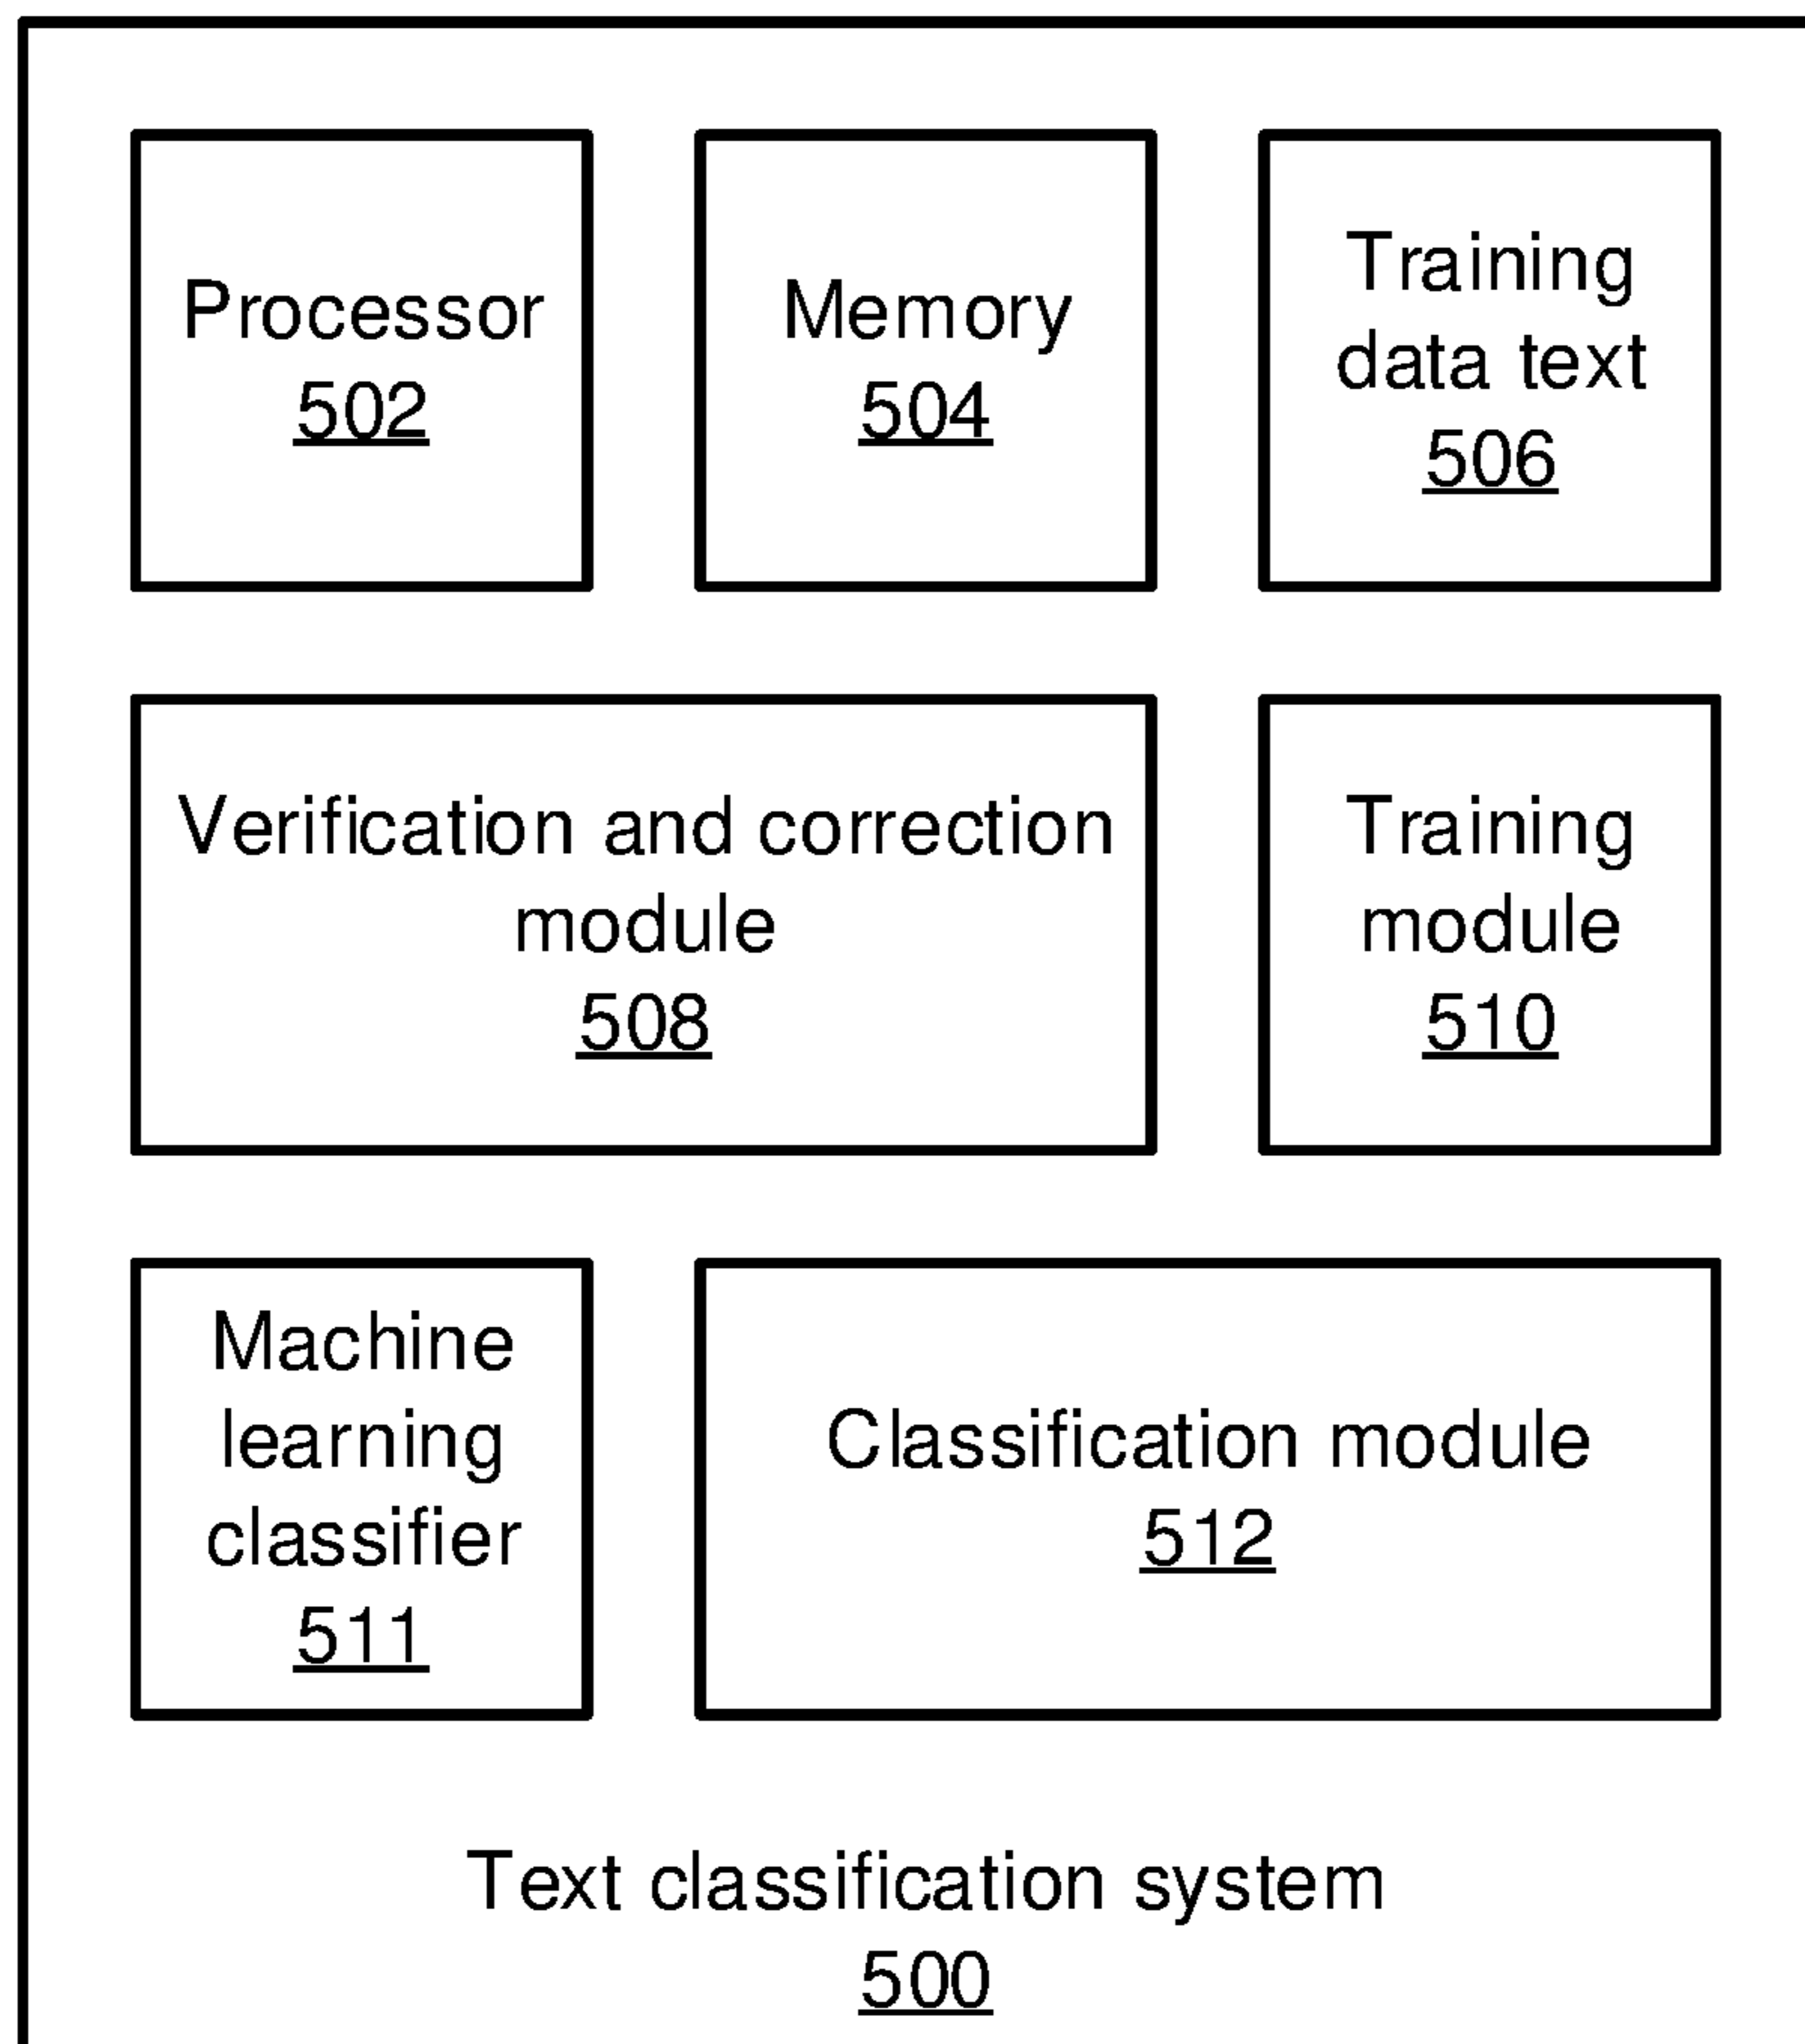 Processor
502
Memory
504
Training
data text
506
Verification and correction
module
508
Training
module
510
Machine
learning
classifier
511
Classification module
512
Text classification system
500